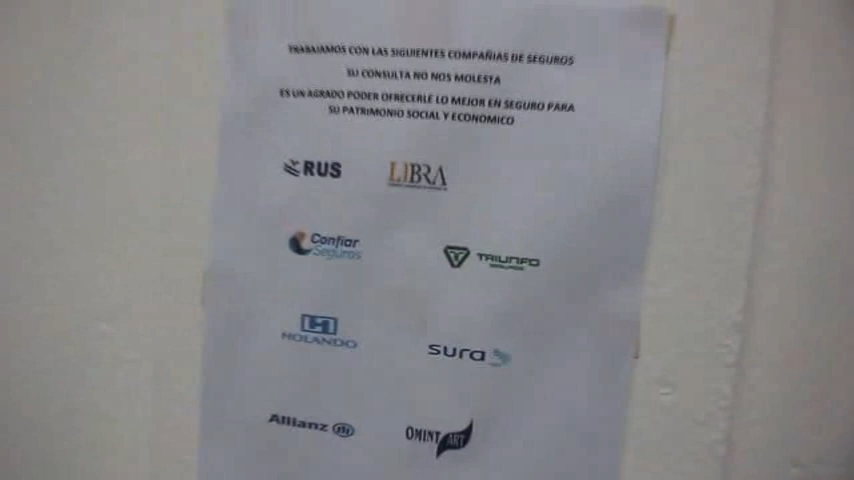 TRABAJAMOS CON LAS SIGUIENTES COMPAÑIAS DE SEGUROS
SU CONSULTA NO NOS MOLESTA
ES UN AGRADO PODER OFRECERLE LO MEJOR EN SEGURO PARA
SU PATRIMONIO SOCIAL Y ECONOMICO
RUS
LIBRA
Confiar
Seguros
TRIUNFO
SEGUROS
HOLANDO
sura
Allianz
OMINT ART